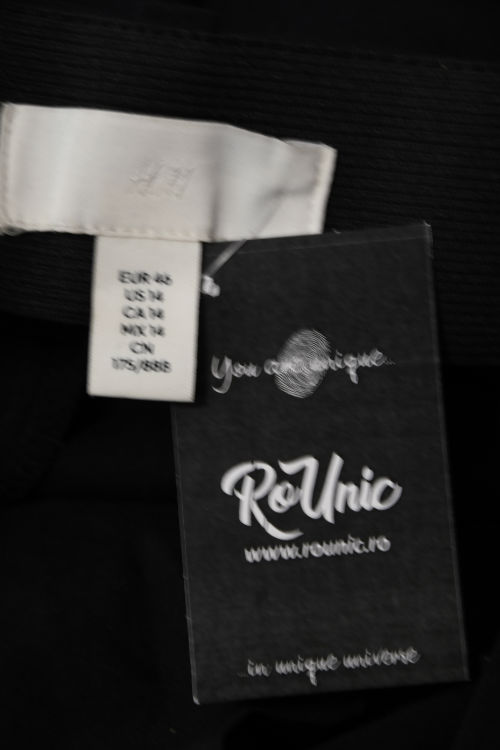 H&M
EUR 46
US 14
CA 14
MX 14
CN
175/88B
You are unique...
RoUnic
www.rounic.ro
...in unique universe